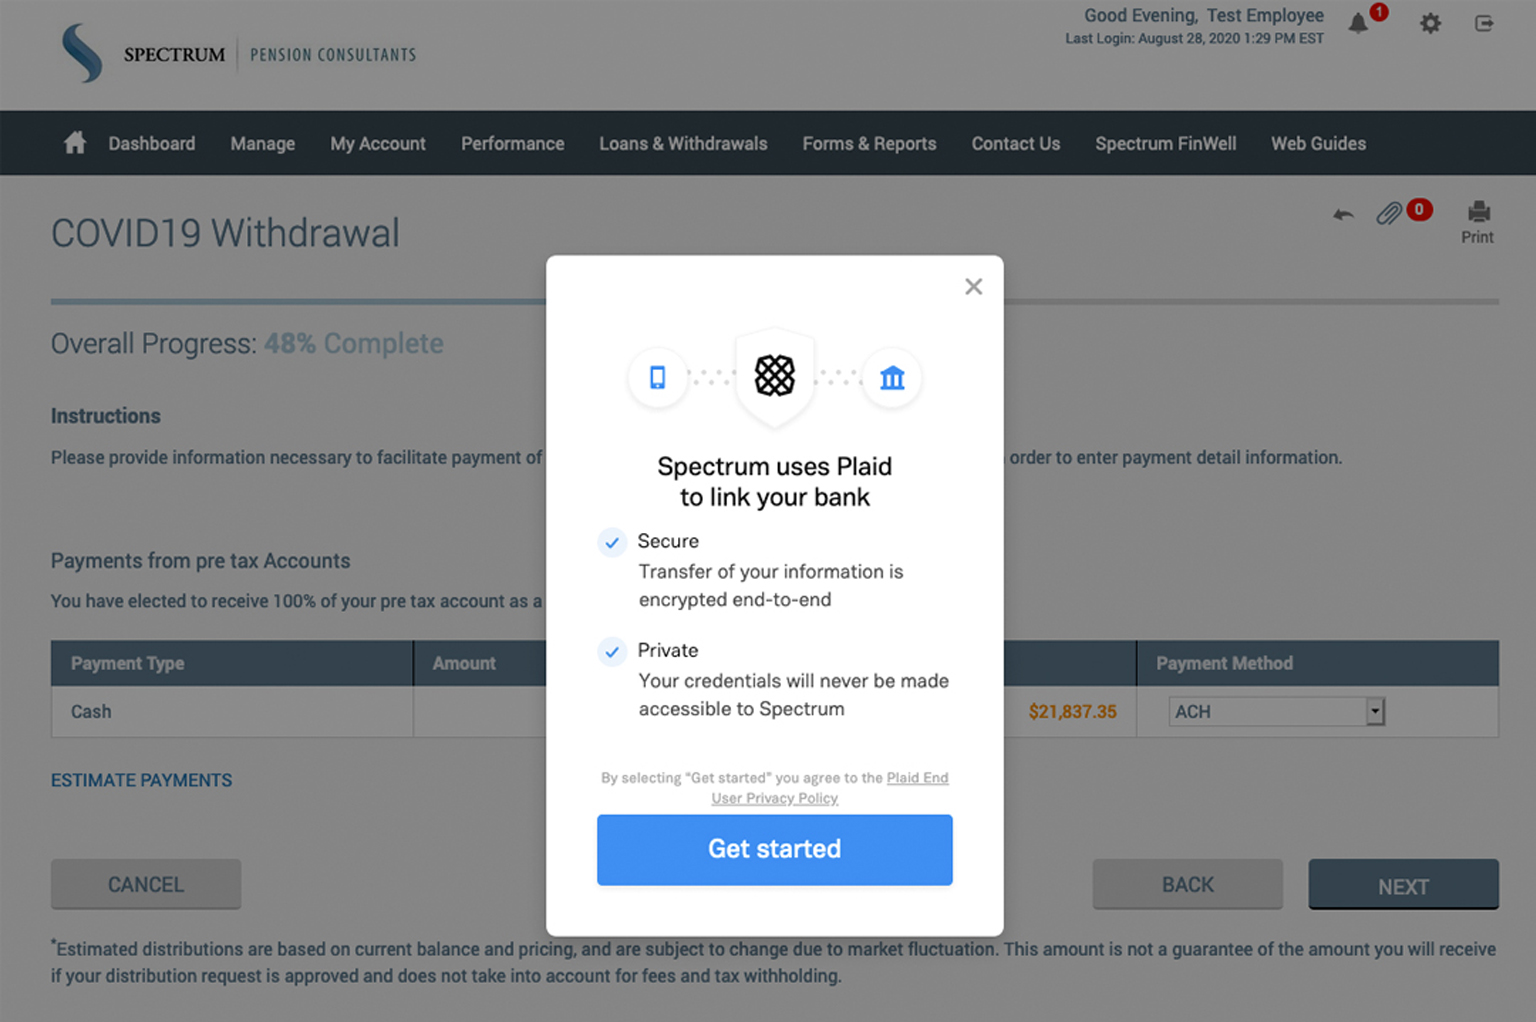 Good Evening, Test Employee
1
Last Login: August 28, 2020 1:29 PM EST
SPECTRUM PENSION CONSULTANTS
Dashboard Manage My Account Performance Loans & Withdrawals Forms & Reports Contact Us Spectrum FinWell Web Guides
COVID19 Withdrawal
0
Print
Overall Progress: 48% Complete
Instructions
Please provide information necessary to facilitate payment of order to enter payment detail information.
Payments from pre tax Accounts
You have elected to receive 100% of your pre tax account as a
Payment Type Amount Payment Method
Cash $21,837.35 ACH
ESTIMATE PAYMENTS
CANCEL BACK NEXT
*Estimated distributions are based on current balance and pricing, and are subject to change due to market fluctuation. This amount is not a guarantee of the amount you will receive
if your distribution request is approved and does not take into account for fees and tax withholding.
Spectrum uses Plaid
to link your bank
Secure
Transfer of your information is
encrypted end-to-end
Private
Your credentials will never be made
accessible to Spectrum
By selecting "Get started" you agree to the Plaid End
User Privacy Policy
Get started